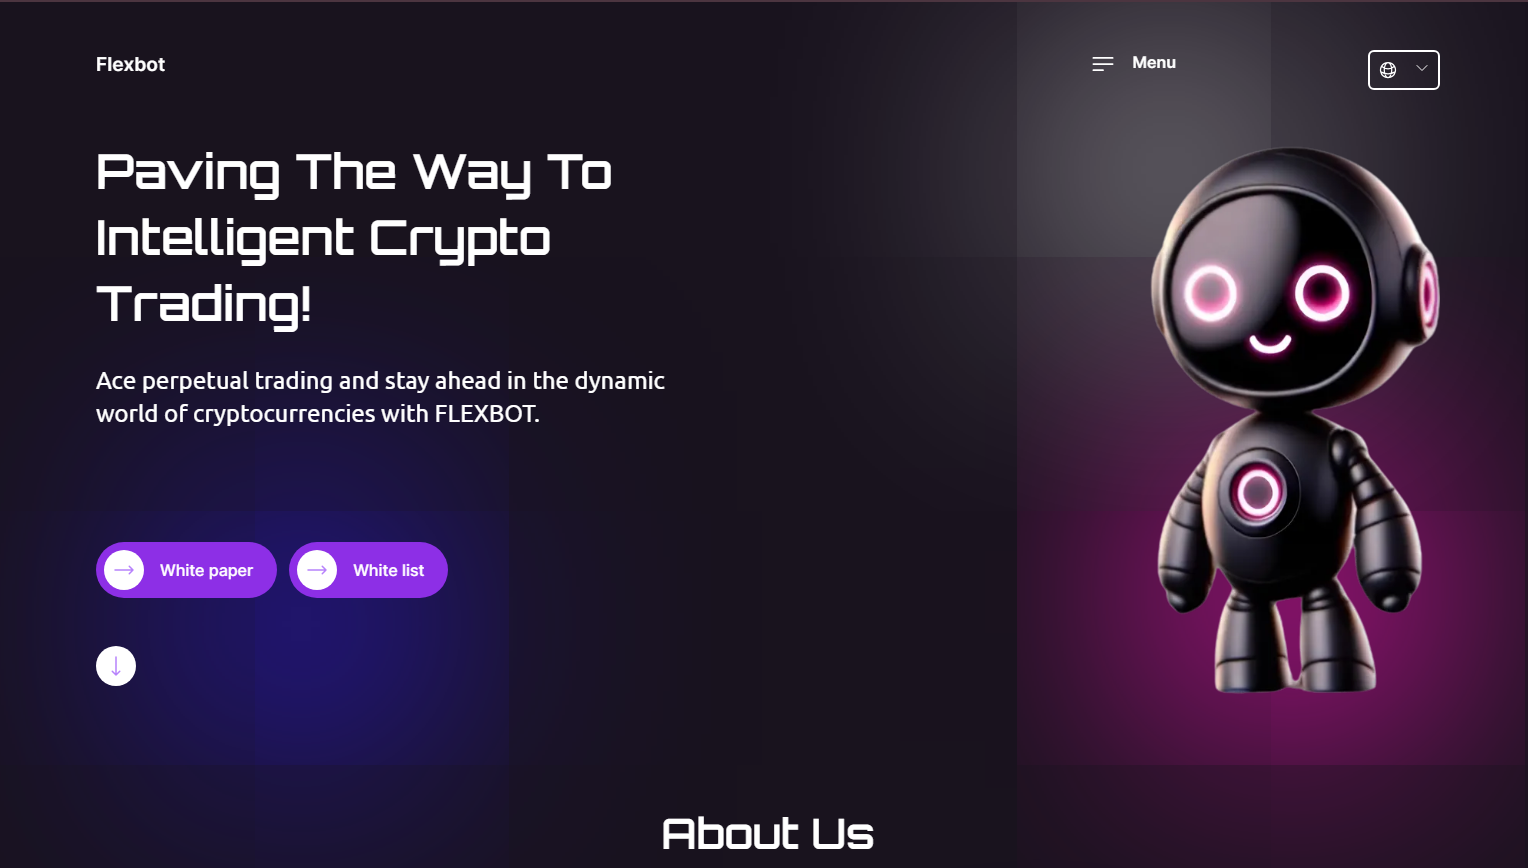 Flexbot
Menu
Paving The Way To
Intelligent Crypto
Trading!
Ace perpetual trading and stay ahead in the dynamic
world of cryptocurrencies with FLEXBOT.
White paper
White list
About Us